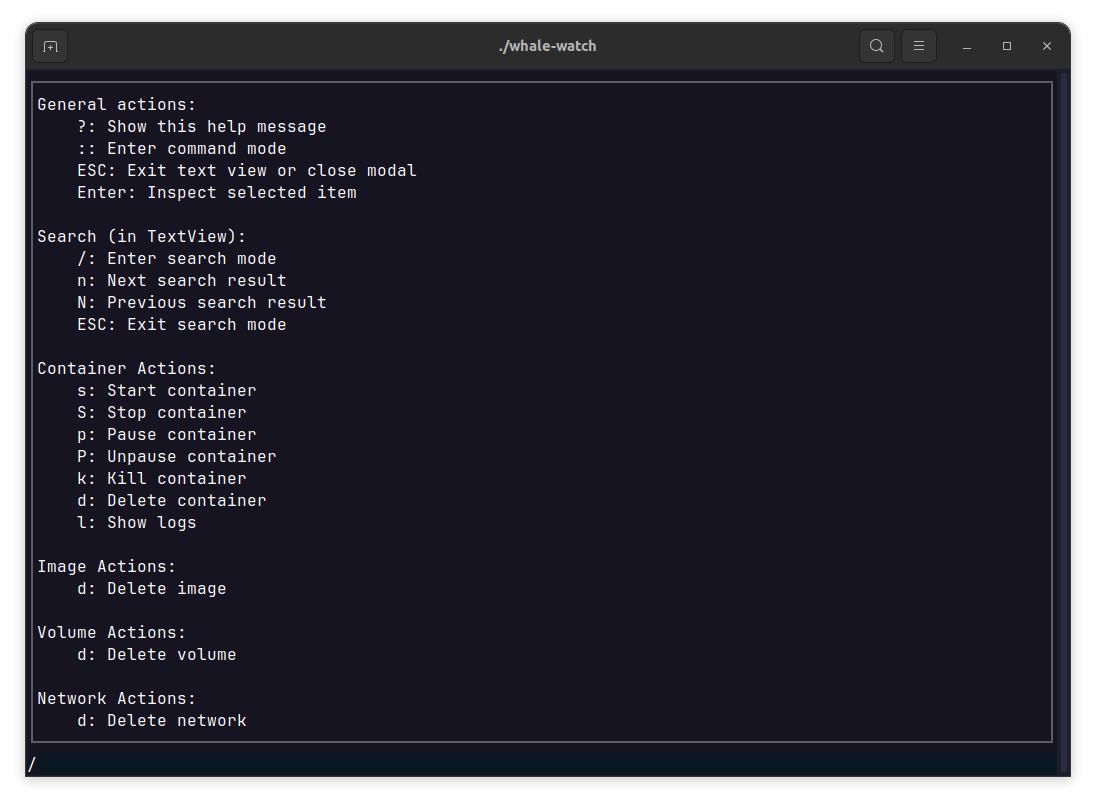 ./whale-watch
General actions:
?: Show this help message
:: Enter command mode
ESC: Exit text view or close modal
Enter: Inspect selected item
Search (in TextView):
/: Enter search mode
n: Next search result
N: Previous search result
ESC: Exit search mode
Container Actions:
s: Start container
S: Stop container
p: Pause container
P: Unpause container
k: Kill container
d: Delete container
l: Show logs
Image Actions:
d: Delete image
Volume Actions:
d: Delete volume
Network Actions:
d: Delete network
/